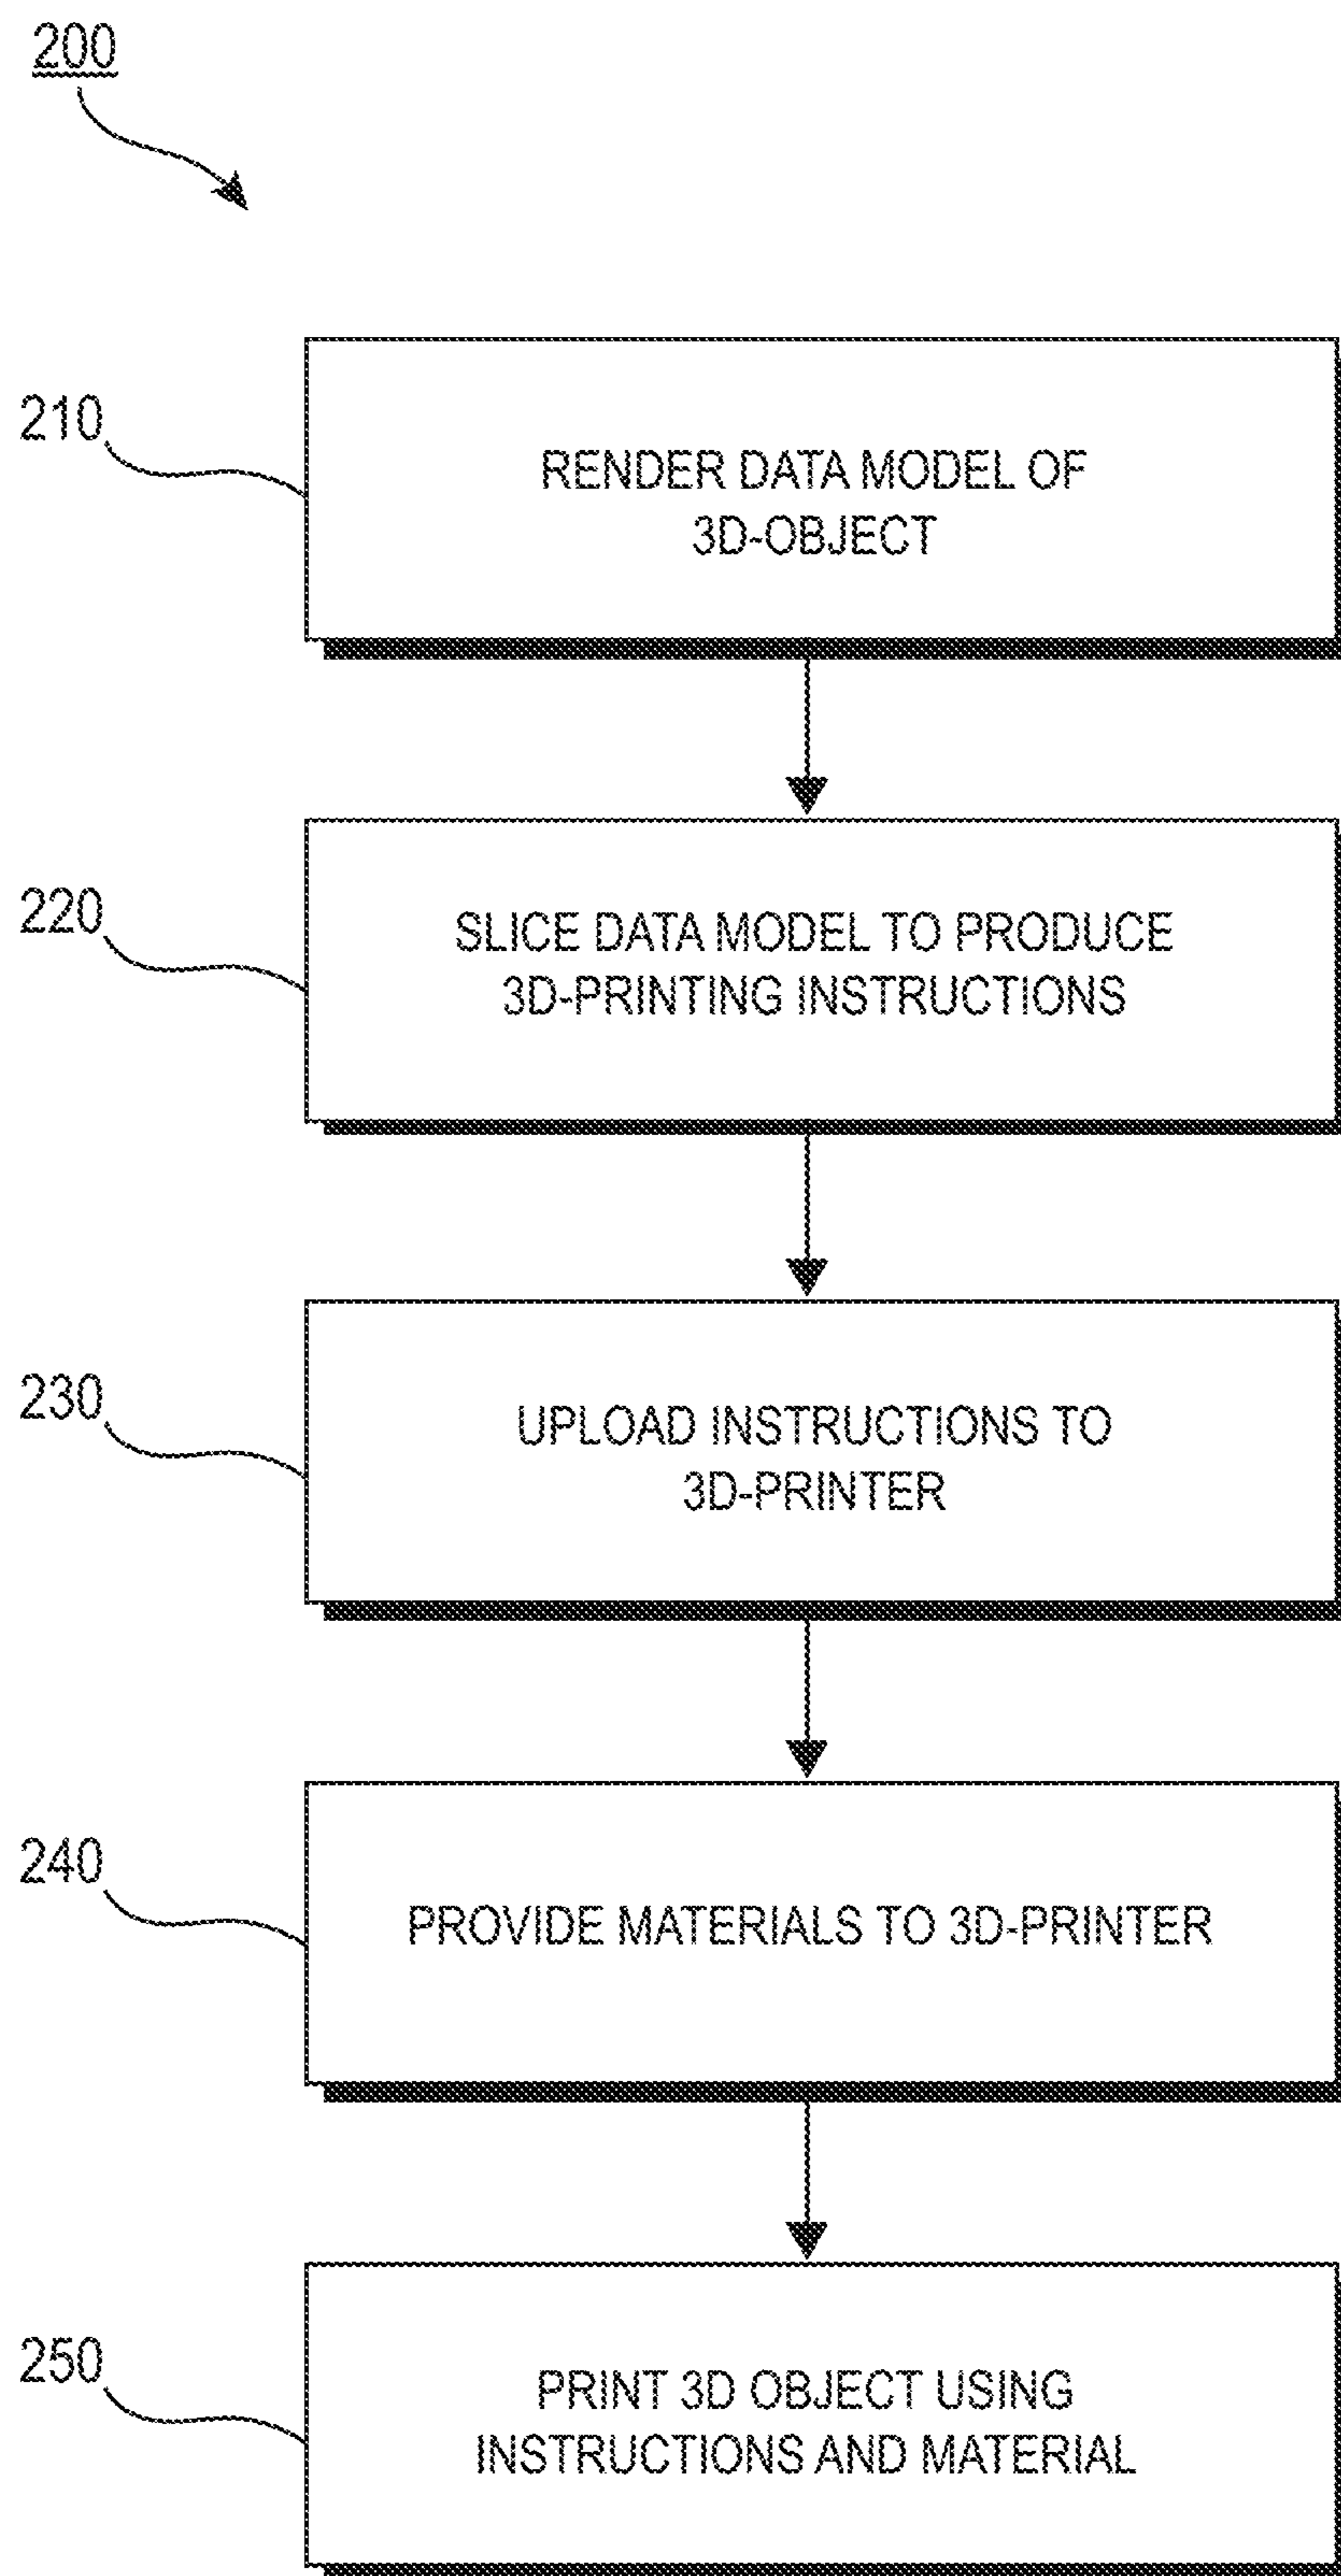 200
210
RENDER DATA MODEL OF
3D-OBJECT
220
SLICE DATA MODEL TO PRODUCE
3D-PRINTING INSTRUCTIONS
230
UPLOAD INSTRUCTIONS TO
3D-PRINTER
240
PROVIDE MATERIALS TO 3D-PRINTER
250
PRINT 3D OBJECT USING
INSTRUCTIONS AND MATERIAL